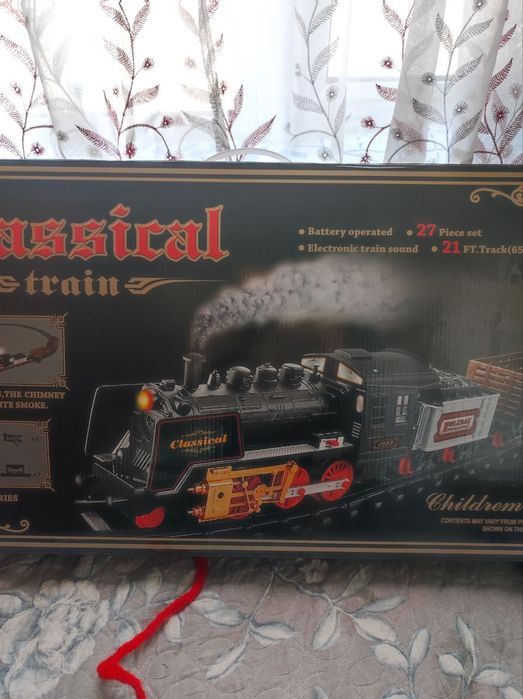 lassical
train
Battery operated
27 Piece set
Electronic train sound
21 FT.Track(65
,THE CHIMNEY
TE SMOKE.
RIES
Classical
Childrem
CONTENTS MAY VARY FROM P
SHOWN ON TH